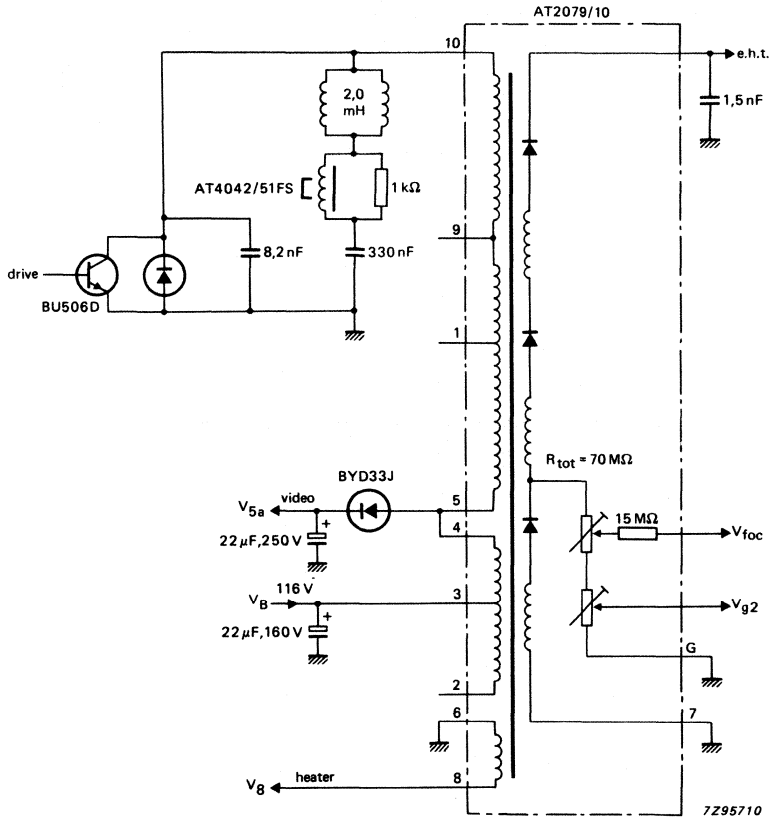 AT2079/10
10
e.h.t.
2,0
mH
1,5 nF
AT4042/51FS
1 kΩ
9
8,2 nF
330 nF
drive
BU506D
1
Rtot = 70 MΩ
BYD33J
V5a
video
5
4
15 MΩ
Vfoc
+
22 µF, 250 V
116 V
VB
3
Vg2
+
22 µF, 160 V
G
2
6
7
V8
heater
8
7Z95710